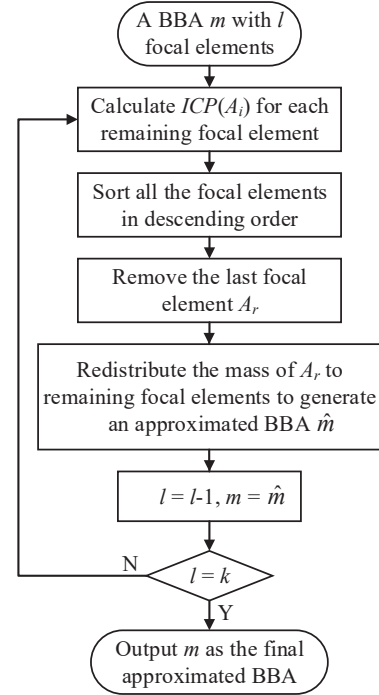 A BBA m with l
focal elements
Calculate ICP(Aᵢ) for each
remaining focal element
Sort all the focal elements
in descending order
Remove the last focal
element Aᵣ
Redistribute the mass of Aᵣ to
remaining focal elements to generate
an approximated BBA m̂
l = l-1, m = m̂
N
l = k
Y
Output m as the final
approximated BBA